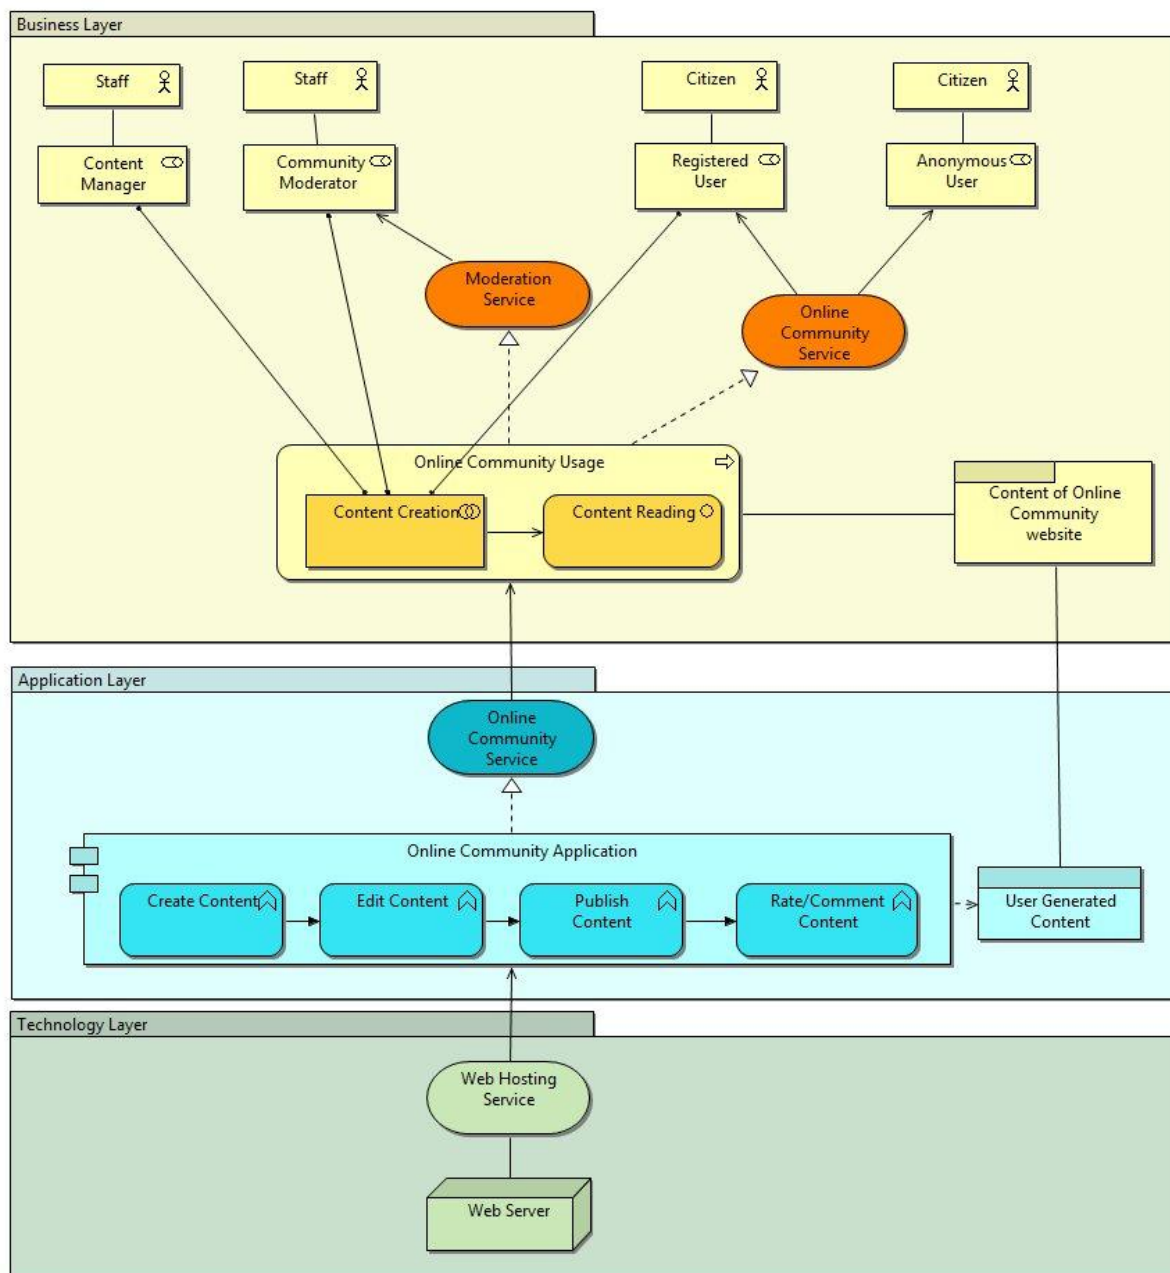 Business Layer
Staff
Staff
Citizen
Citizen
Content
Manager
Community
Moderator
Registered
User
Anonymous
User
Moderation
Service
Online
Community
Service
Online Community Usage
Content Creation
Content Reading
Content of Online
Community
website
Application Layer
Online
Community
Service
Online Community Application
Create Content
Edit Content
Publish
Content
Rate/Comment
Content
User Generated
Content
Technology Layer
Web Hosting
Service
Web Server